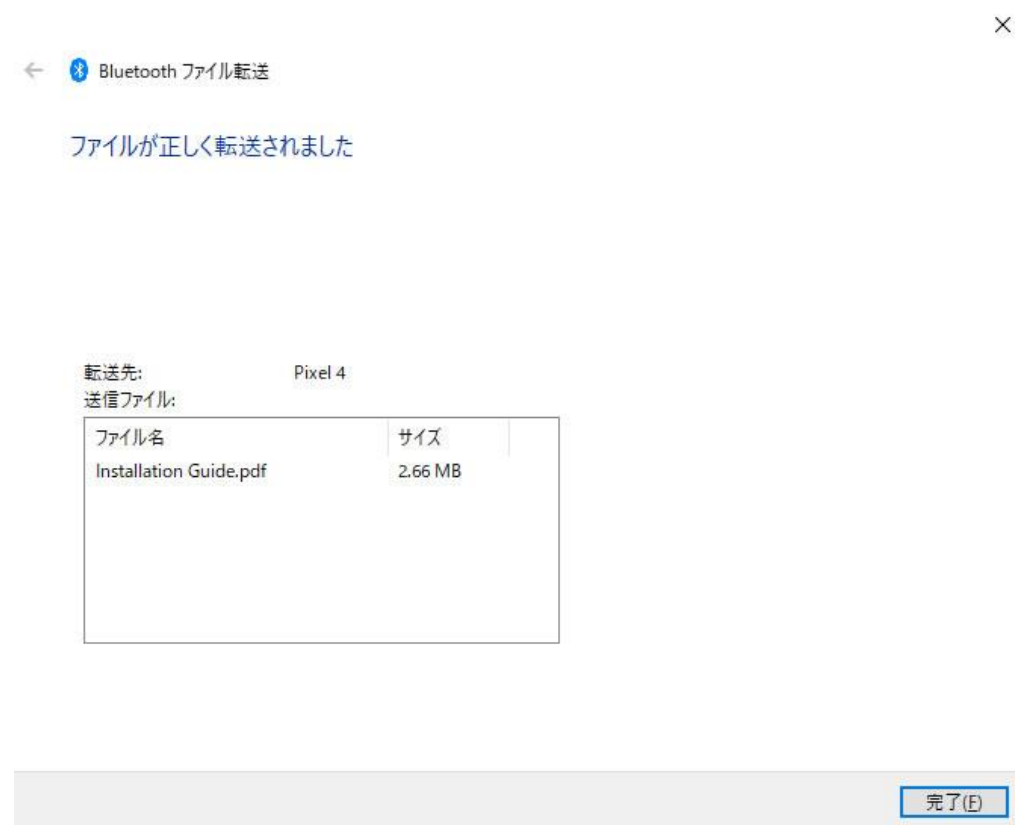 Bluetooth ファイル転送
ファイルが正しく転送されました
転送先: Pixel 4
送信ファイル:
ファイル名 サイズ
Installation Guide.pdf 2.66 MB
完了(F)